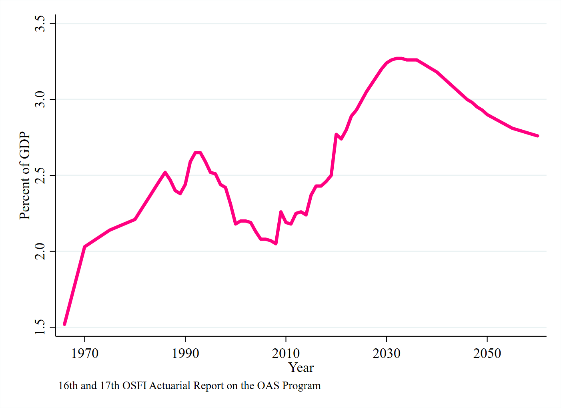 3.5
3.0
2.5
2.0
1.5
Percent of GDP
1970 1990 2010 2030 2050
Year
16th and 17th OSFI Actuarial Report on the OAS Program